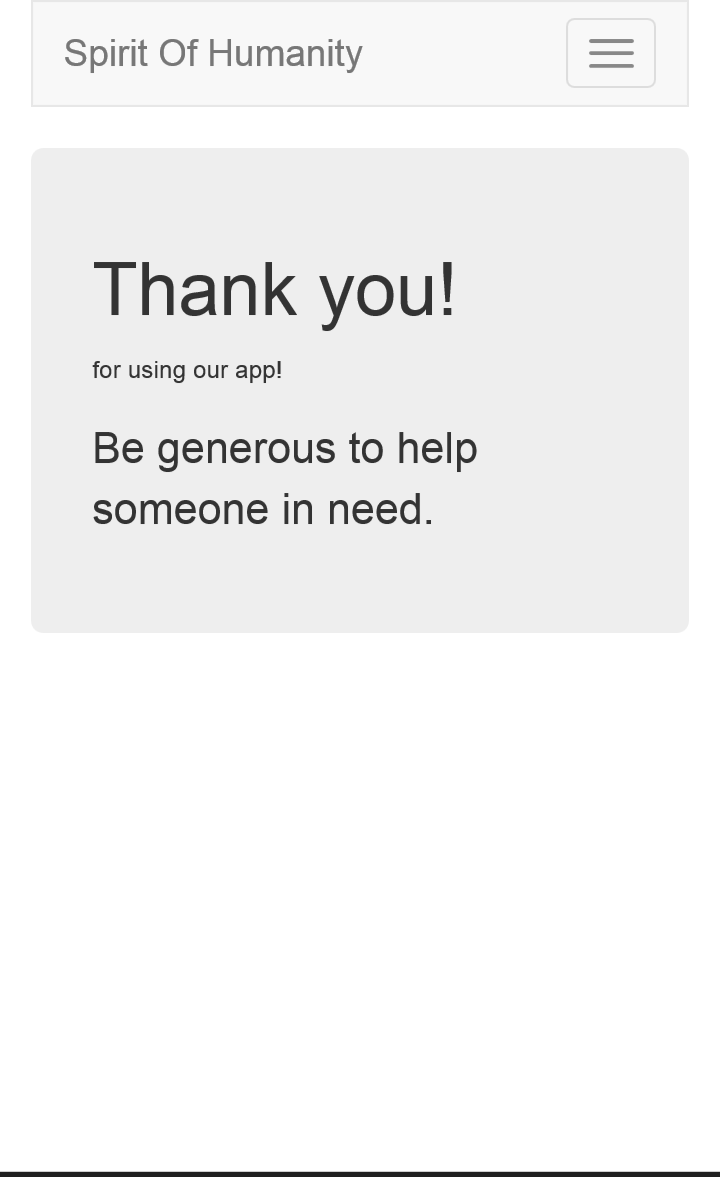 Spirit Of Humanity
Thank you!
for using our app!
Be generous to help
someone in need.